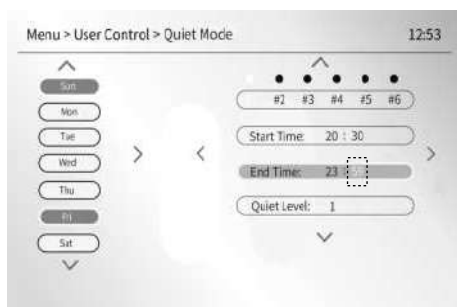 Menu > User Control > Quiet Mode 12:53
Sun
Mon
Tue
Wed
Thu
Fri
Sat
#2 #3 #4 #5 #6
Start Time: 20 : 30
End Time: 23
Quiet Level: 1